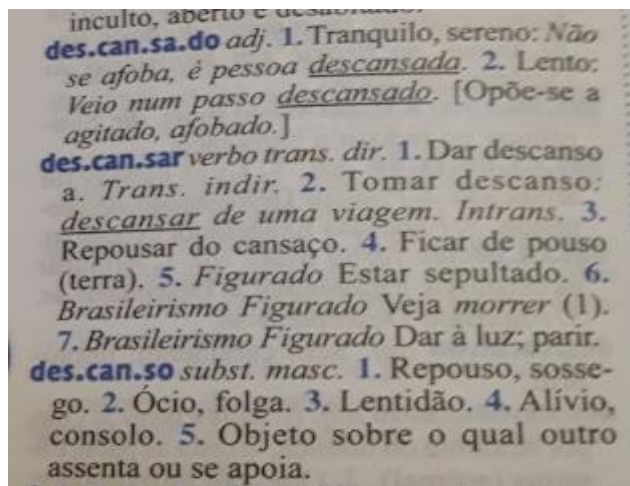 inculto, aberto e desabitado.
des.can.sa.do adj. 1. Tranquilo, sereno: Não
se afoba, é pessoa descansada. 2. Lento:
Veio num passo descansado. [Opõe-se a
agitado, afobado.]
des.can.sar verbo trans. dir. 1. Dar descanso
a. Trans. indir. 2. Tomar descanso:
descansar de uma viagem. Intrans. 3.
Repousar do cansaço. 4. Ficar de pouso
(terra). 5. Figurado Estar sepultado. 6.
Brasileirismo Figurado Veja morrer (1).
7. Brasileirismo Figurado Dar à luz; parir.
des.can.so subst. masc. 1. Repouso, sosse-
go. 2. Ócio, folga. 3. Lentidão. 4. Alívio,
consolo. 5. Objeto sobre o qual outro
assenta ou se apoia.